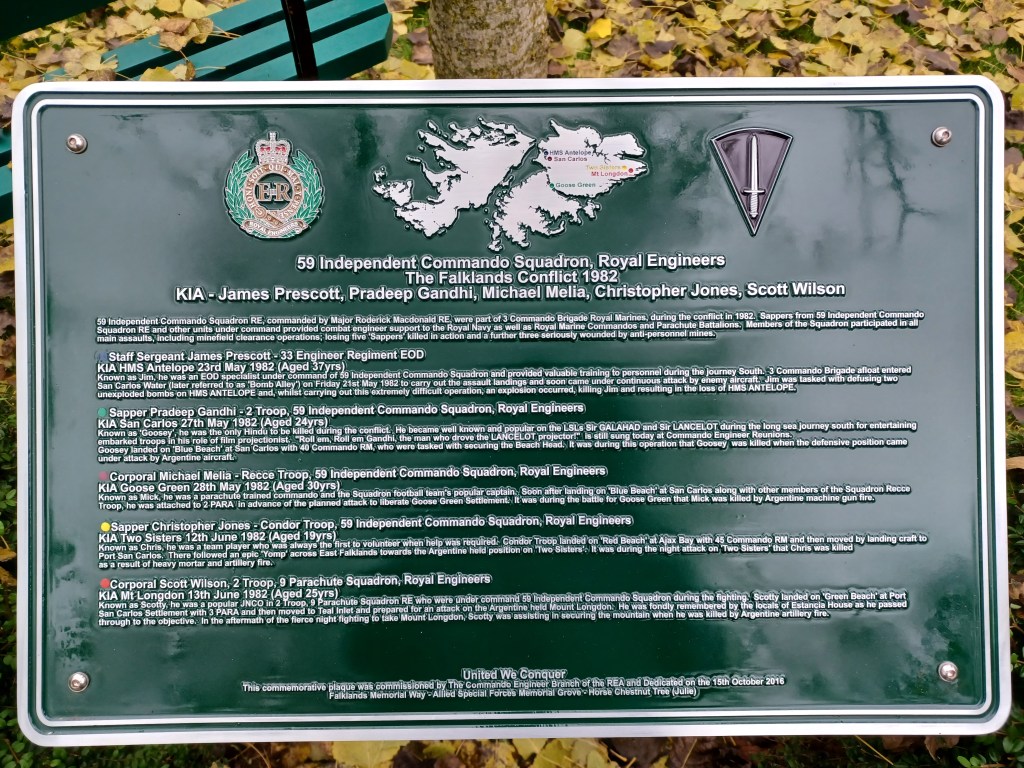 HMS Antelope
San Carlos
Two Sisters
Mt Longdon
Goose Green
E II R
ROYAL ENGINEERS
59 Independent Commando Squadron, Royal Engineers
The Falklands Conflict 1982
KIA - James Prescott, Pradeep Gandhi, Michael Melia, Christopher Jones, Scott Wilson
59 Independent Commando Squadron RE, commanded by Major Roderick Macdonald RE, were part of 3 Commando Brigade Royal Marines, during the conflict in 1982. Sappers from 59 Independent Commando
Squadron RE and other units under command provided combat engineer support to the Royal Navy as well as Royal Marine Commandos and Parachute Battalions. Members of the Squadron participated in all
main assaults, including minefield clearance operations; losing five 'Sappers' killed in action and a further three seriously wounded by anti-personnel mines.
Staff Sergeant James Prescott - 33 Engineer Regiment EOD
KIA HMS Antelope 23rd May 1982 (Aged 37yrs)
Known as Jim, he was an EOD specialist under command of 59 Independent Commando Squadron and provided valuable training to personnel during the journey South. 3 Commando Brigade afloat entered
San Carlos Water (later referred to as 'Bomb Alley') on Friday 21st May 1982 to carry out the assault landings and soon came under continuous attack by enemy aircraft. Jim was tasked with defusing two
unexploded bombs on HMS ANTELOPE and, whilst carrying out this extremely difficult operation, an explosion occurred, killing Jim and resulting in the loss of HMS ANTELOPE.
Sapper Pradeep Gandhi - 2 Troop, 59 Independent Commando Squadron, Royal Engineers
KIA San Carlos 27th May 1982 (Aged 24yrs)
Known as 'Goosey', he was the only Hindu to be killed during the conflict. He became well known and popular on the LSLs Sir GALAHAD and Sir LANCELOT during the long sea journey south for entertaining
embarked troops in his role of film projectionist. "Roll em, Roll em Gandhi, the man who drove the LANCELOT projector!" is still sung today at Commando Engineer Reunions.
Goosey landed on 'Blue Beach' at San Carlos with 40 Commando RM, who were tasked with securing the Beach Head. It was during this operation that Goosey was killed when the defensive position came
under attack by Argentine aircraft.
Corporal Michael Melia - Recce Troop, 59 Independent Commando Squadron, Royal Engineers
KIA Goose Green 28th May 1982 (Aged 30yrs)
Known as Mick, he was a parachute trained commando and the Squadron football team's popular captain. Soon after landing on 'Blue Beach' at San Carlos along with other members of the Squadron Recce
Troop, he was attached to 2 PARA in advance of the planned attack to liberate Goose Green Settlement. It was during the battle for Goose Green that Mick was killed by Argentine machine gun fire.
Sapper Christopher Jones - Condor Troop, 59 Independent Commando Squadron, Royal Engineers
KIA Two Sisters 12th June 1982 (Aged 19yrs)
Known as Chris, he was a team player who was always the first to volunteer when help was required. Condor Troop landed on 'Red Beach' at Ajax Bay with 45 Commando RM and then moved by landing craft to
Port San Carlos. There followed an epic 'Yomp' across East Falklands towards the Argentine held position on 'Two Sisters'. It was during the night attack on 'Two Sisters' that Chris was killed
as a result of heavy mortar and artillery fire.
Corporal Scott Wilson, 2 Troop, 9 Parachute Squadron, Royal Engineers
KIA Mt Longdon 13th June 1982 (Aged 25yrs)
Known as Scotty, he was a popular JNCO in 2 Troop, 9 Parachute Squadron RE who were under command 59 Independent Commando Squadron during the fighting. Scotty landed on 'Green Beach' at Port
San Carlos Settlement with 3 PARA and then moved to Teal Inlet and prepared for an attack on the Argentine held Mount Longdon. He was fondly remembered by the locals of Estancia House as he passed
through to the objective. In the aftermath of the fierce night fighting to take Mount Longdon, Scotty was assisting in securing the mountain when he was killed by Argentine artillery fire.
United We Conquer
This commemorative plaque was commissioned by The Commando Engineer Branch of the REA and Dedicated on the 15th October 2016
Falklands Memorial Way - Allied Special Forces Memorial Grove - Horse Chestnut Tree (Julie)